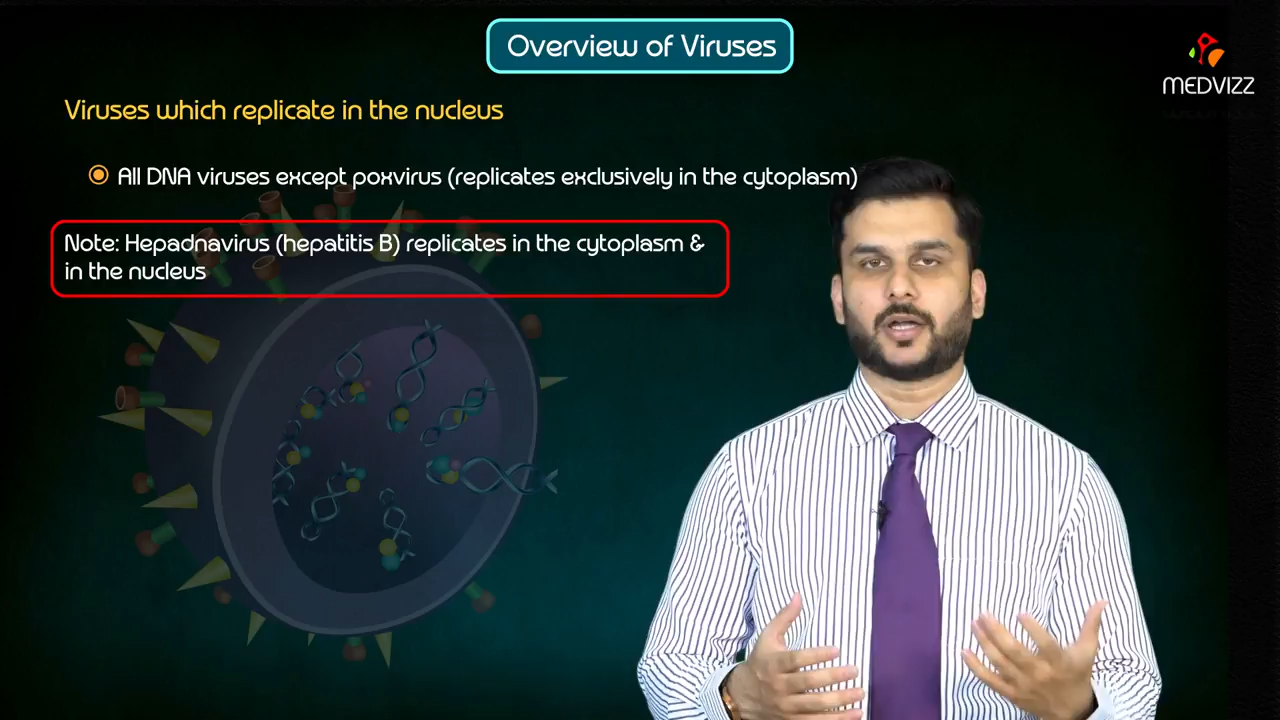 Overview of Viruses
MEDVIZZ
Viruses which replicate in the nucleus
All DNA viruses except poxvirus (replicates exclusively in the cytoplasm)
Note: Hepadnavirus (hepatitis B) replicates in the cytoplasm &
in the nucleus